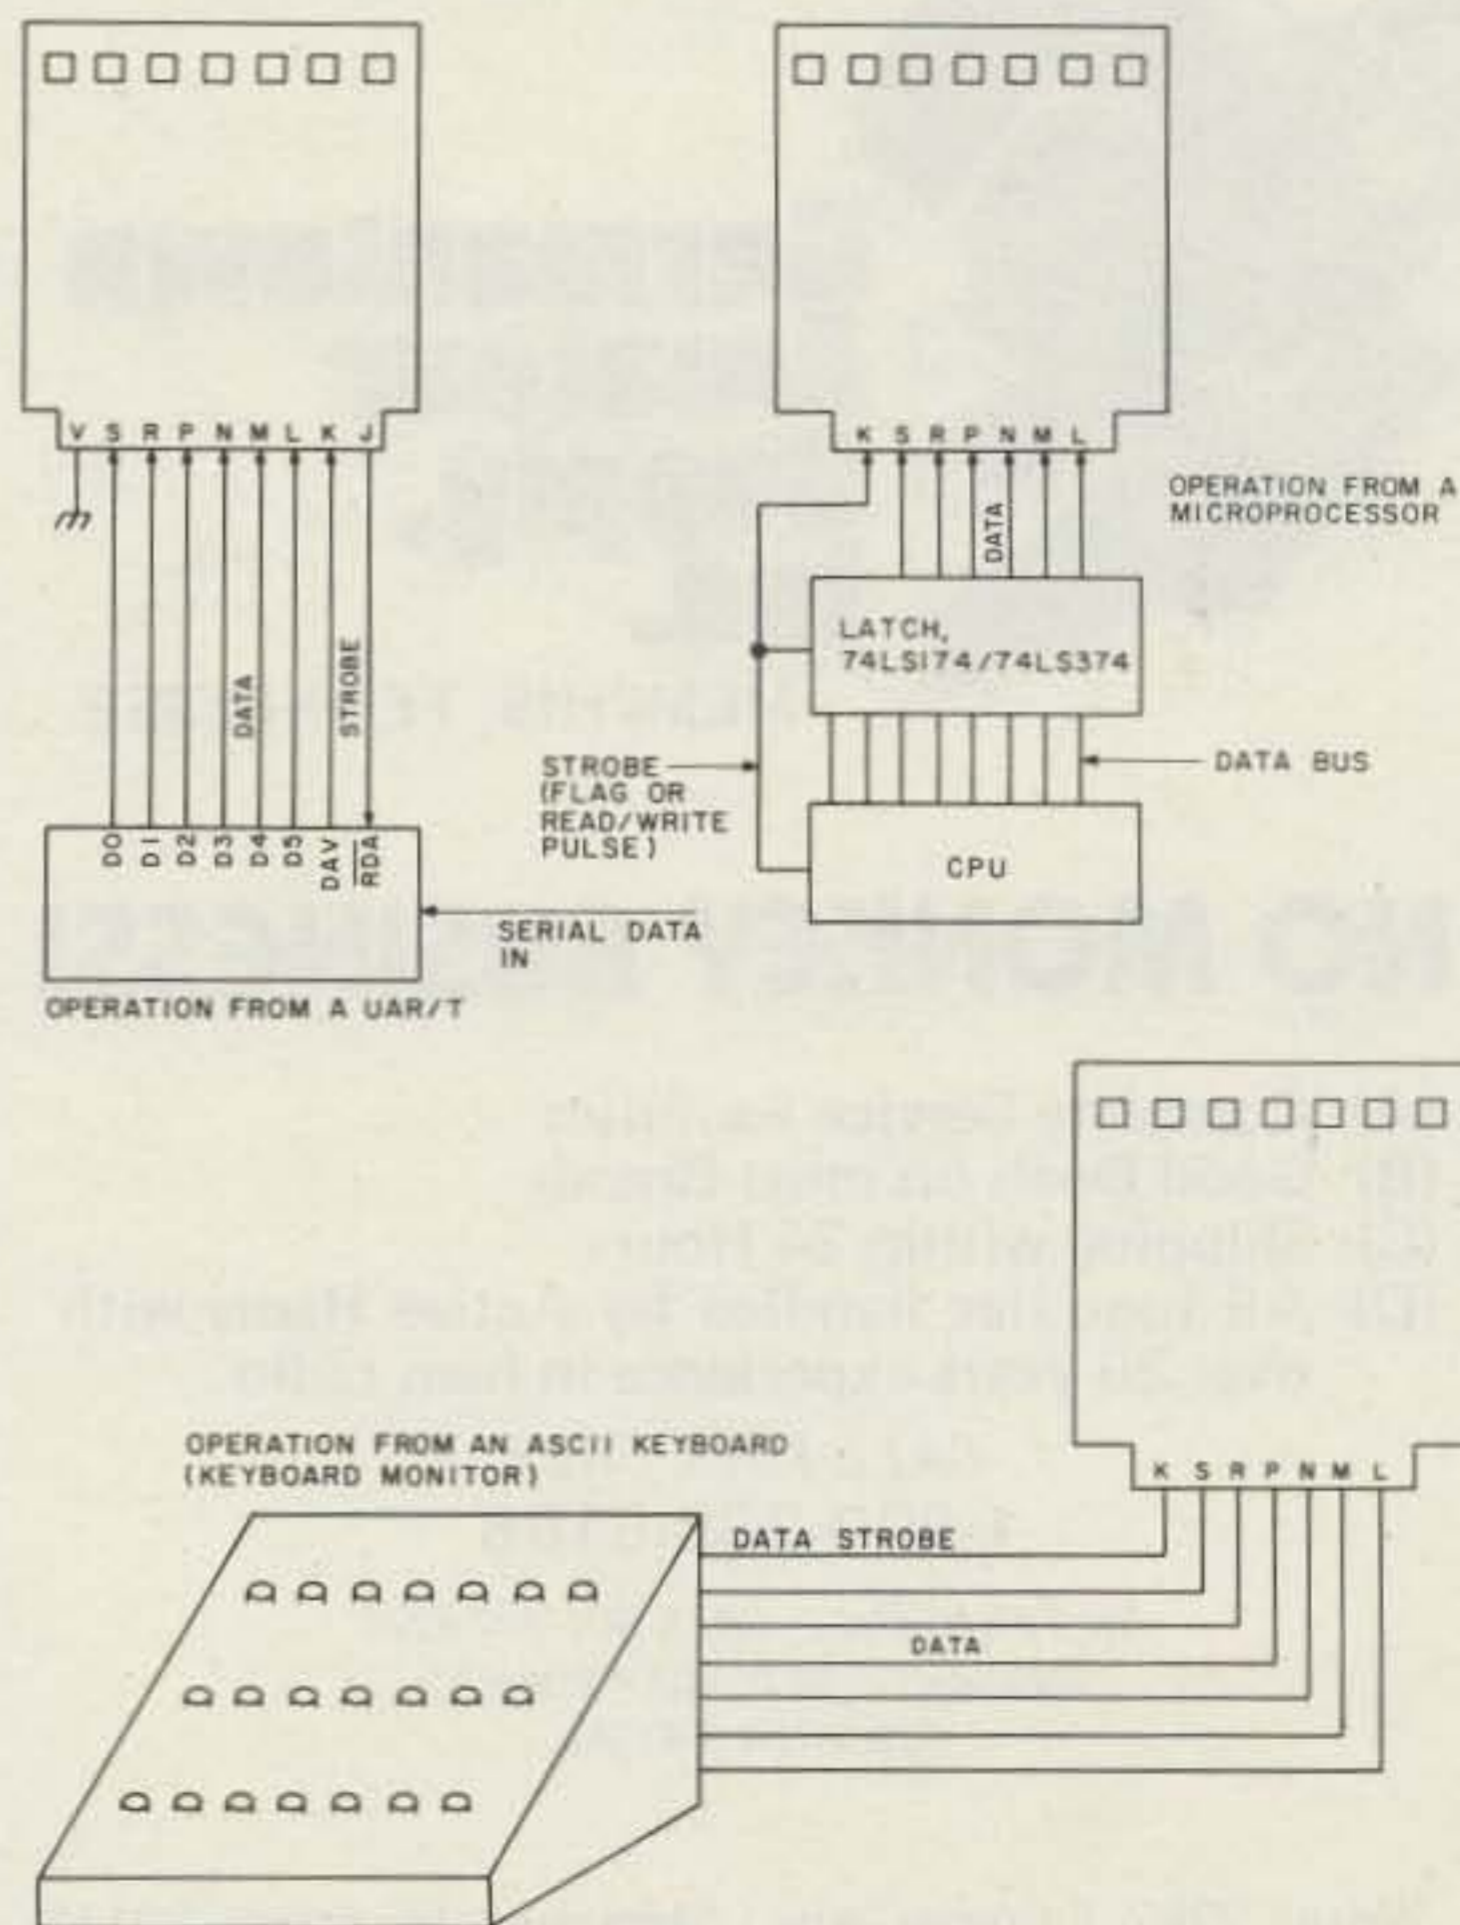 V S R P N M L K J
DATA
STROBE
D0 D1 D2 D3 D4 D5 DAV RDA
SERIAL DATA
IN
OPERATION FROM A UAR/T
K S R P N M L
DATA
OPERATION FROM A
MICROPROCESSOR
LATCH,
74LS174/74LS374
STROBE
(FLAG OR
READ/WRITE
PULSE)
DATA BUS
CPU
OPERATION FROM AN ASCII KEYBOARD
(KEYBOARD MONITOR)
K S R P N M L
DATA STROBE
DATA